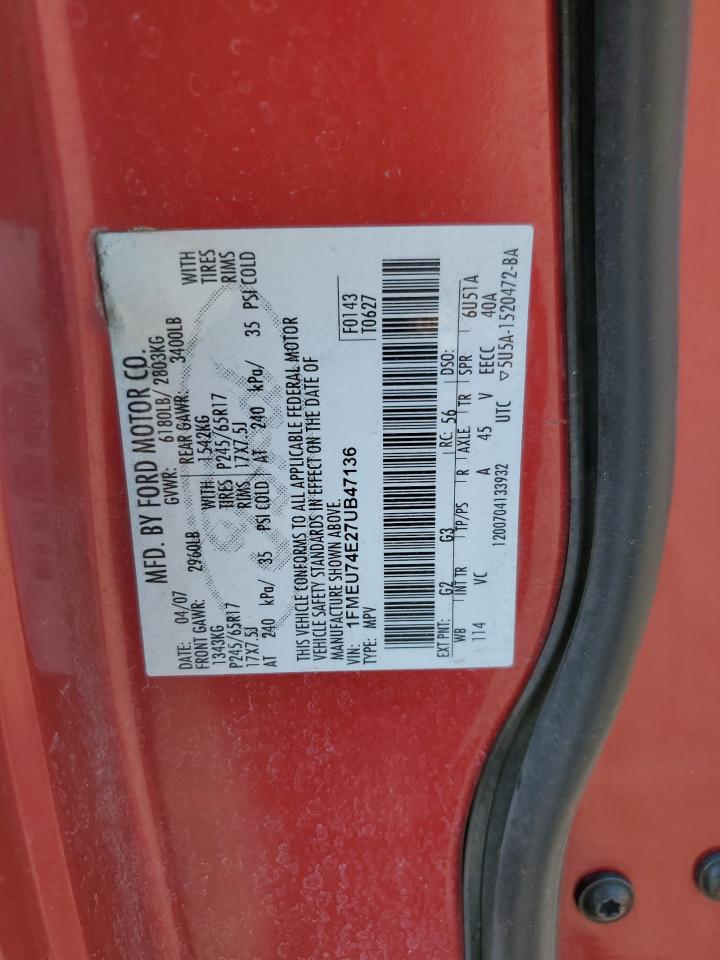 MFD. BY FORD MOTOR CO.
DATE: 04/07 GVWR: 6180LB/ 2803KG
FRONT GAWR: 2960LB REAR GAWR: 3400LB
1343KG WITH 1542KG WITH
P245/65R17 TIRES P245/65R17 TIRES
17X7.5J RIMS 17X7.5J RIMS
AT 240 kPa/ 35 PSI COLD AT 240 kPa/ 35 PSI COLD
THIS VEHICLE CONFORMS TO ALL APPLICABLE FEDERAL MOTOR
VEHICLE SAFETY STANDARDS IN EFFECT ON THE DATE OF
MANUFACTURE SHOWN ABOVE.
VIN: 1FMEU74E27UB47136 F0143
TYPE: MPV T0627
EXT PNT: G2 G3 RC: 56 DSO:
WB INT TR TP/PS R AXLE TR SPR 6U51A
114 VC A 45 V EECC 40A
1200704133932 UTC ▽5U5A-1520472-BA